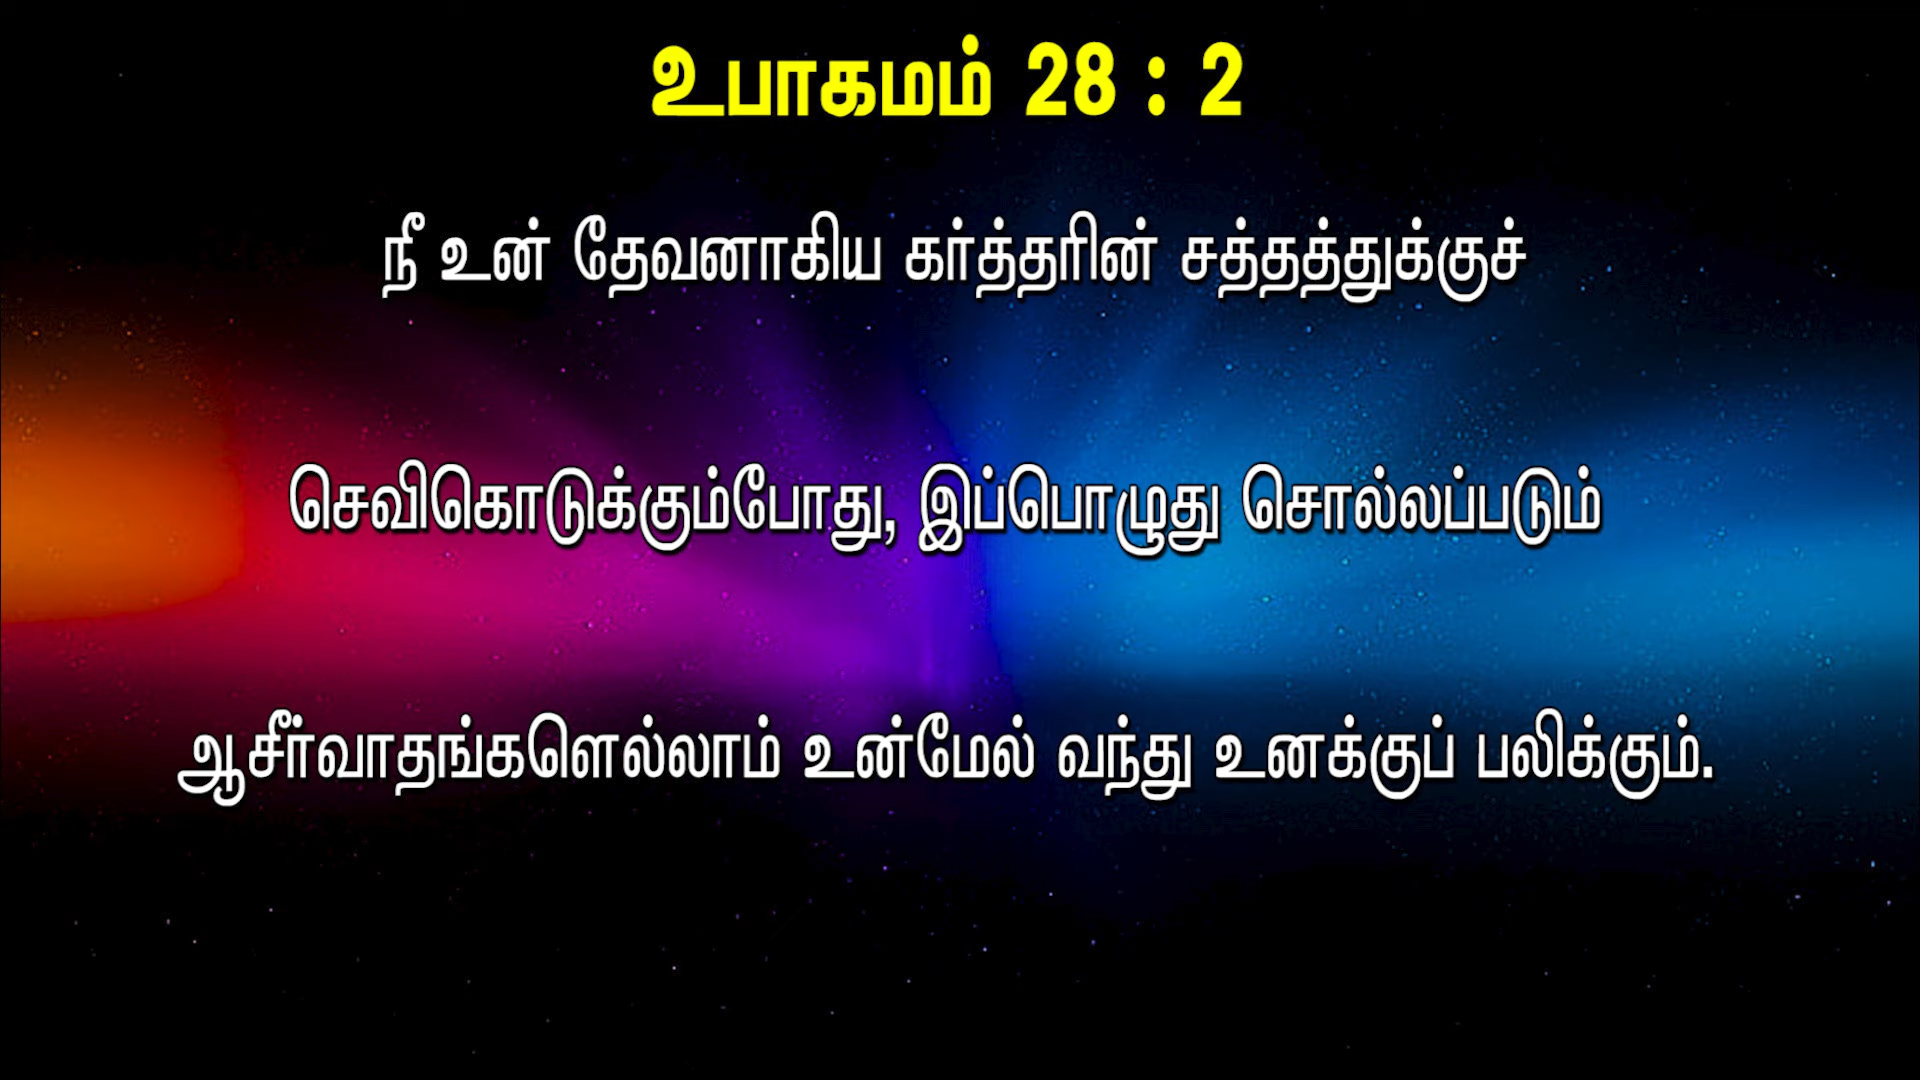 உபாகமம் 28 : 2
நீ உன் தேவனாகிய கர்த்தரின் சத்தத்துக்குச்
செவிகொடுக்கும்போது, இப்பொழுது சொல்லப்படும்
ஆசீர்வாதங்களெல்லாம் உன்மேல் வந்து உனக்குப் பலிக்கும்.